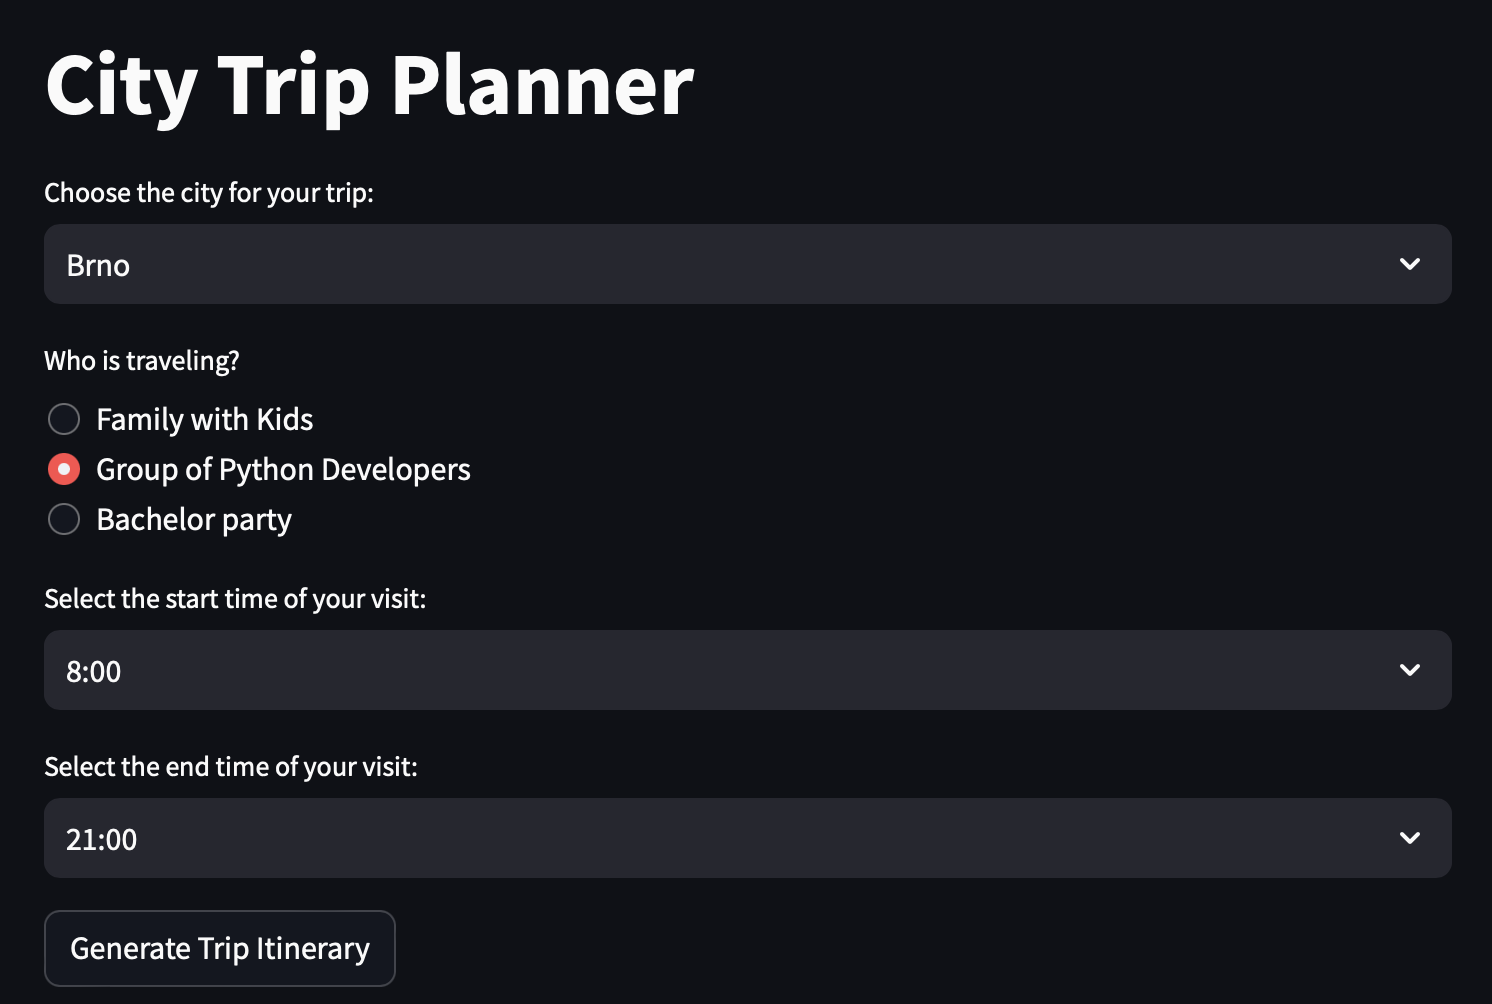 City Trip Planner
Choose the city for your trip:
Brno
Who is traveling?
Family with Kids
Group of Python Developers
Bachelor party
Select the start time of your visit:
8:00
Select the end time of your visit:
21:00
Generate Trip Itinerary